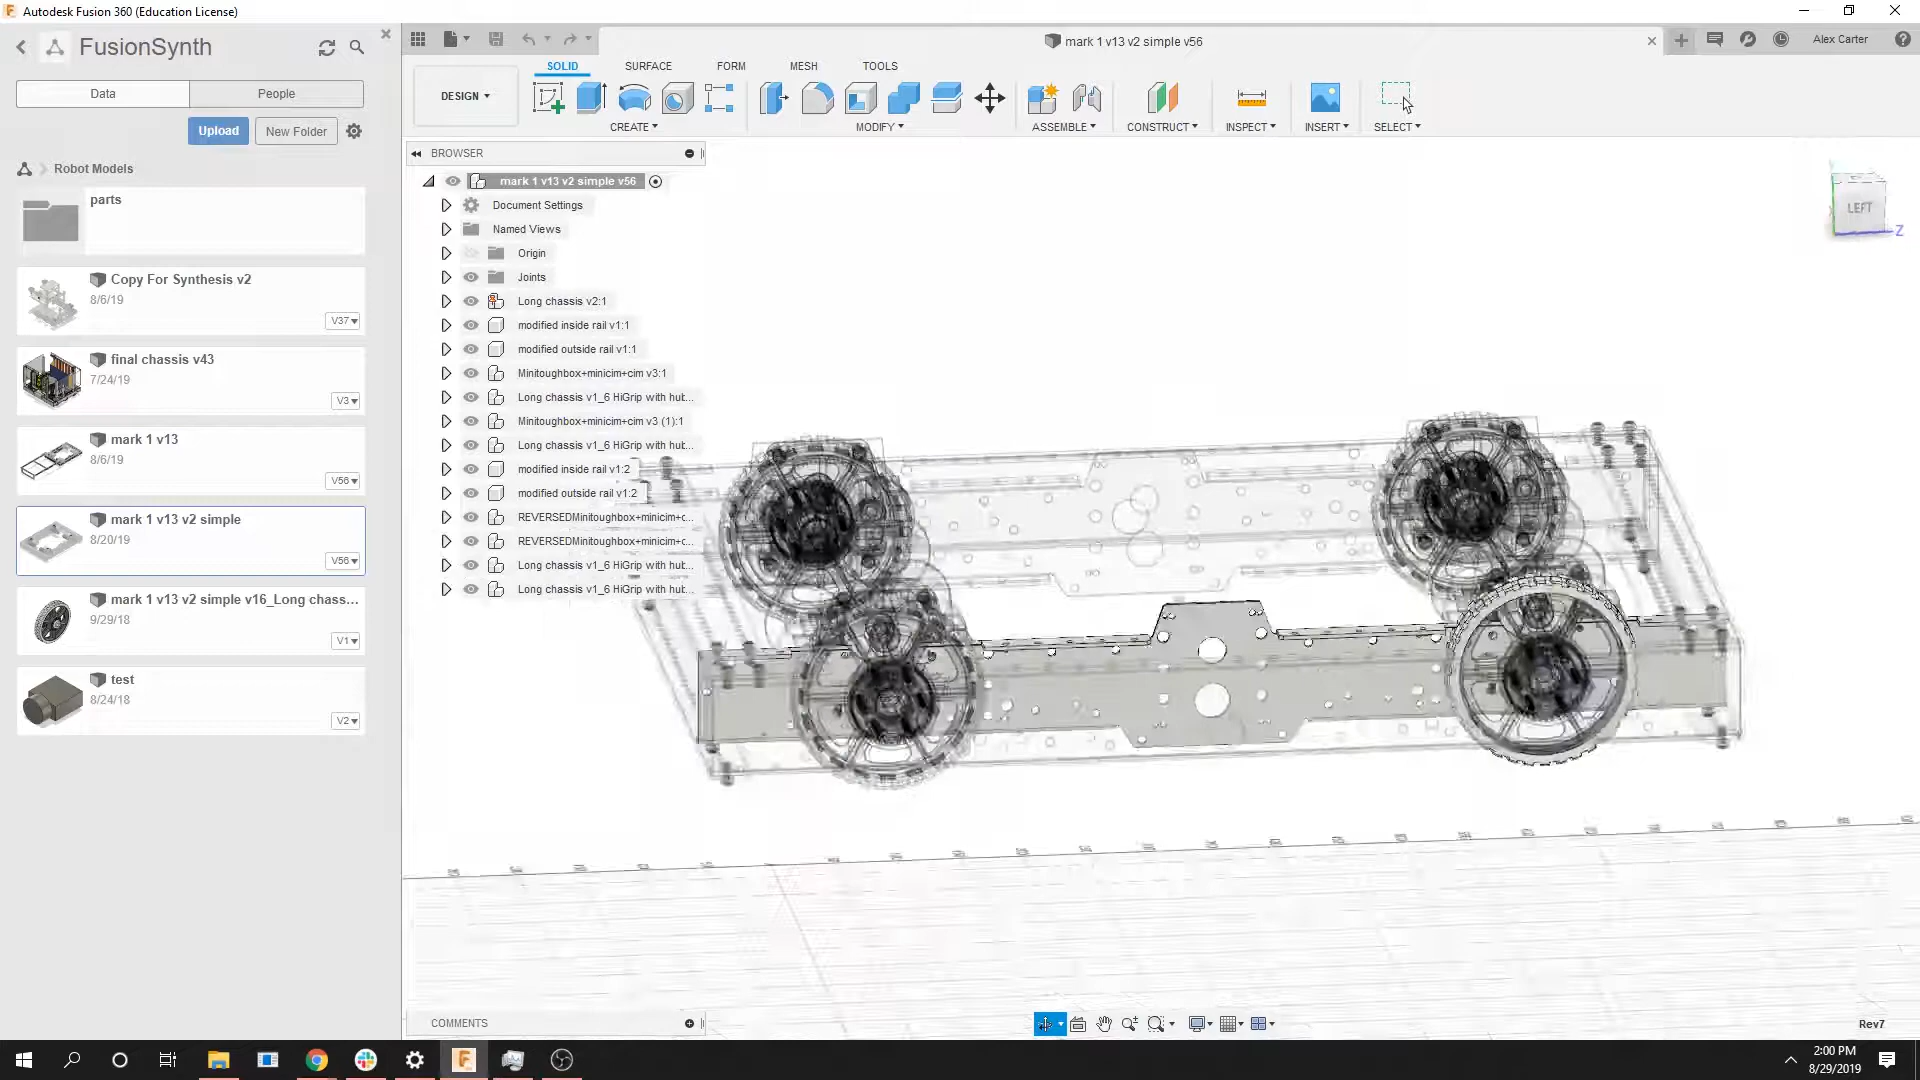 Autodesk Fusion 360 (Education License)
FusionSynth
Data
People
Upload
New Folder
Robot Models
parts
Copy For Synthesis v2
8/6/19
V37
final chassis v43
7/24/19
V3
mark 1 v13
8/6/19
V56
mark 1 v13 v2 simple
8/20/19
V56
mark 1 v13 v2 simple v16_Long chass...
9/29/18
V1
test
8/24/18
V2
mark 1 v13 v2 simple v56
Alex Carter
DESIGN
SOLID
SURFACE
FORM
MESH
TOOLS
CREATE
MODIFY
ASSEMBLE
CONSTRUCT
INSPECT
INSERT
SELECT
BROWSER
mark 1 v13 v2 simple v56
Document Settings
Named Views
Origin
Joints
Long chassis v2:1
modified inside rail v1:1
modified outside rail v1:1
Minitoughbox+minicim+cim v3:1
Long chassis v1_6 HiGrip with hut...
Minitoughbox+minicim+cim v3 (1):1
Long chassis v1_6 HiGrip with hut...
modified inside rail v1:2
modified outside rail v1:2
REVERSEDMinitoughbox+minicim+c...
REVERSEDMinitoughbox+minicim+c...
Long chassis v1_6 HiGrip with hut...
Long chassis v1_6 HiGrip with hut...
LEFT
Z
COMMENTS
Rev7
2:00 PM
8/29/2019